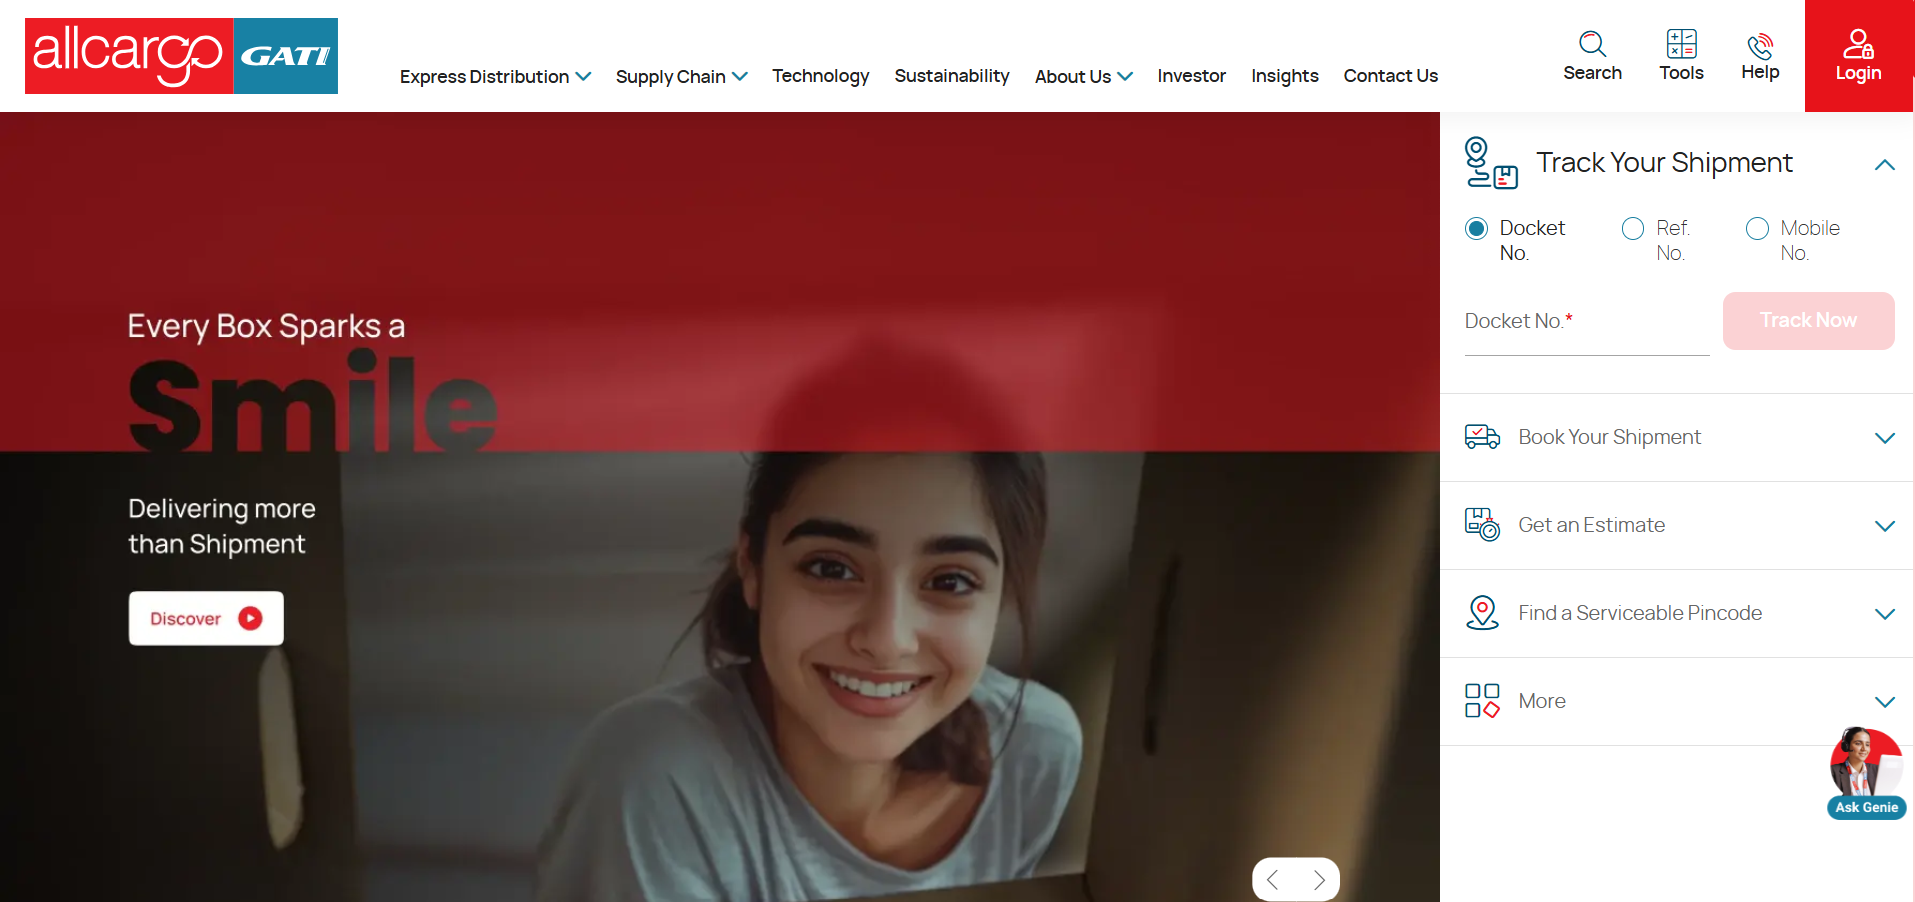 allcargo GATI
Express Distribution
Supply Chain
Technology
Sustainability
About Us
Investor
Insights
Contact Us
Search
Tools
Help
Login
Every Box Sparks a
Smile
Delivering more
than Shipment
Discover
Track Your Shipment
Docket
No.
Ref.
No.
Mobile
No.
Docket No.*
Track Now
Book Your Shipment
Get an Estimate
Find a Serviceable Pincode
More
Ask Genie